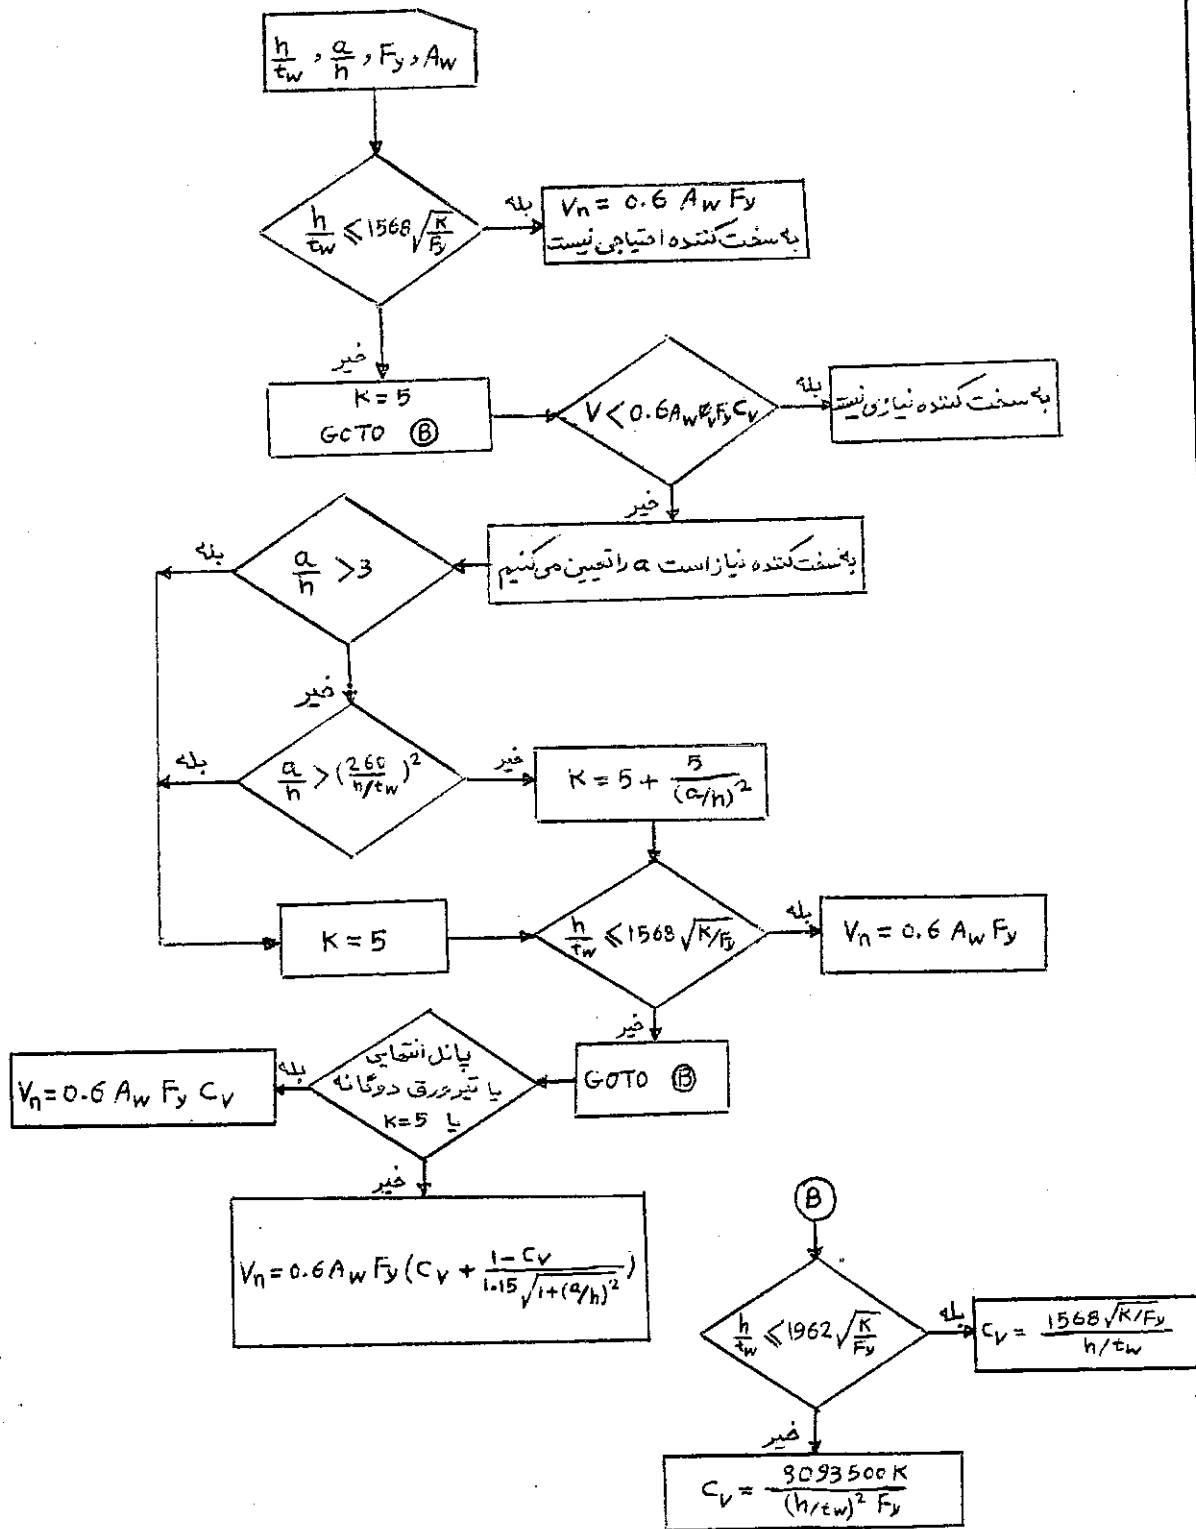 h/t_w , a/h , Fy , Aw
h/t_w ≤ 1568 √(K/Fy)
بله
Vn = 0.6 Aw Fy
به سخت کننده احتیاجی نیست
خیر
K = 5
GOTO Ⓑ
V < 0.6 Aw Fy Cv
بله
به سخت کننده نیازی نیست
خیر
به سخت کننده نیاز است a را تعیین می کنیم
a/h > 3
بله
خیر
a/h > (260/(h/tw))²
بله
خیر
K = 5 + 5/(a/h)²
K = 5
h/t_w ≤ 1568 √(K/Fy)
بله
Vn = 0.6 Aw Fy
خیر
GOTO Ⓑ
پانل انتهایی
یا تیرورق دوگانه
یا K=5
بله
Vn = 0.6 Aw Fy Cv
خیر
Vn = 0.6 Aw Fy (Cv + (1-Cv)/(1.15 √(1+(a/h)²)))
Ⓑ
h/t_w ≤ 1962 √(K/Fy)
بله
Cv = 1568 √(K/Fy) / (h/tw)
خیر
Cv = 3093500 K / ((h/tw)² Fy)